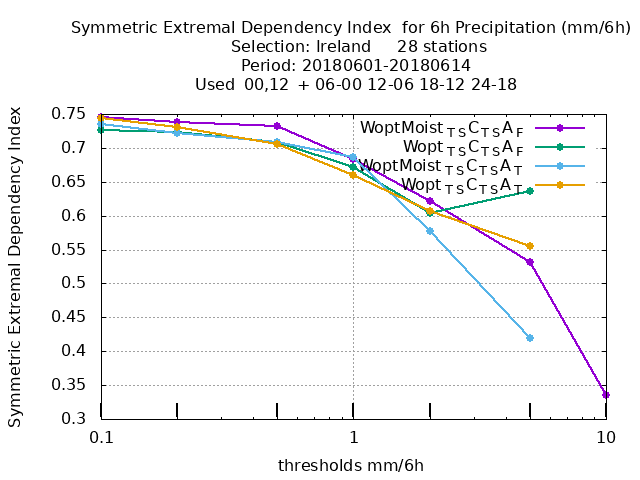 Symmetric Extremal Dependency Index for 6h Precipitation (mm/6h)
Selection: Ireland 28 stations
Period: 20180601-20180614
Used 00,12 + 06-00 12-06 18-12 24-18
Symmetric Extremal Dependency Index
0.75
0.7
0.65
0.6
0.55
0.5
0.45
0.4
0.35
0.3
WoptMoist TS C TS A F
Wopt TS C TS A F
WoptMoist TS C TS A T
Wopt TS C TS A T
0.1 1 10
thresholds mm/6h